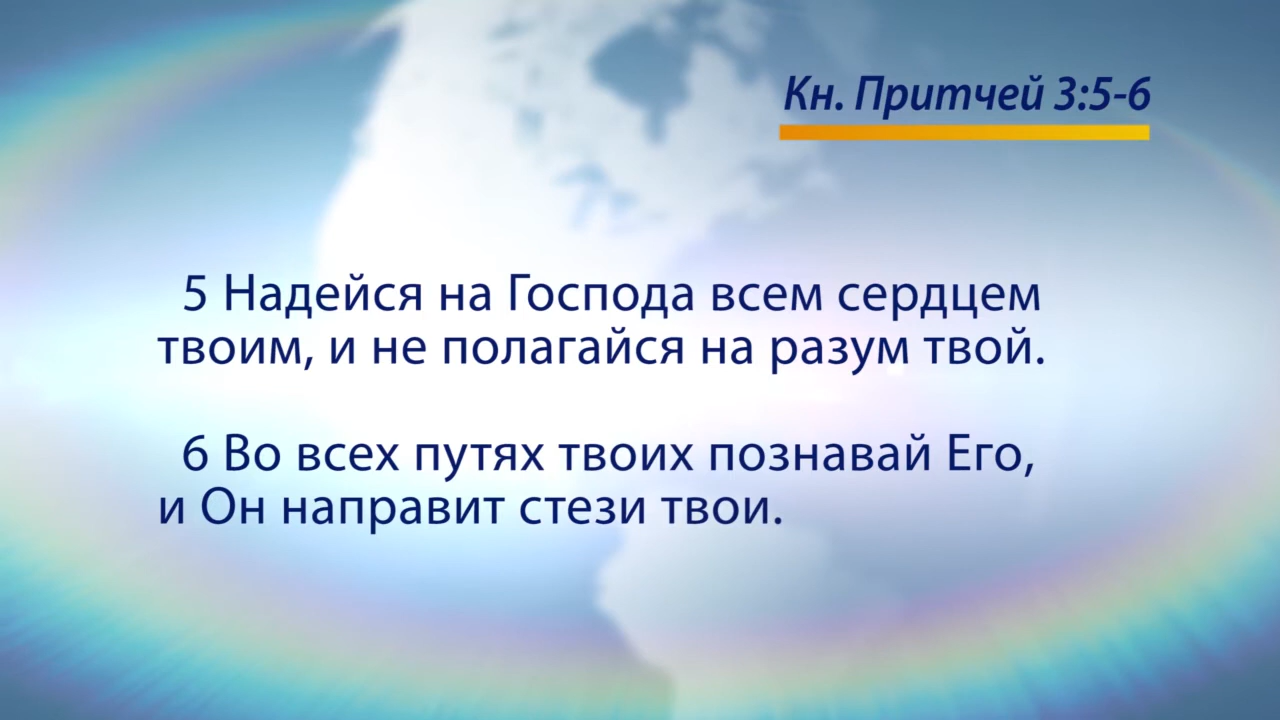 Кн. Притчей 3:5-6
5 Надейся на Господа всем сердцем
твоим, и не полагайся на разум твой.
6 Во всех путях твоих познавай Его,
и Он направит стези твои.